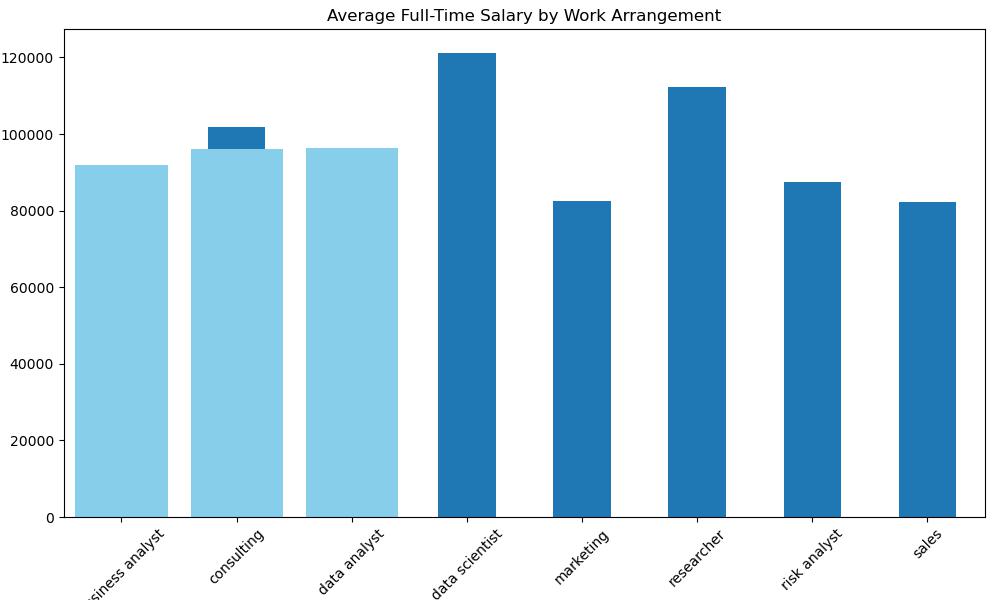 Average Full-Time Salary by Work Arrangement
120000
100000
80000
60000
40000
20000
0
analyst
consulting
data analyst
data scientist
marketing
researcher
risk analyst
sales